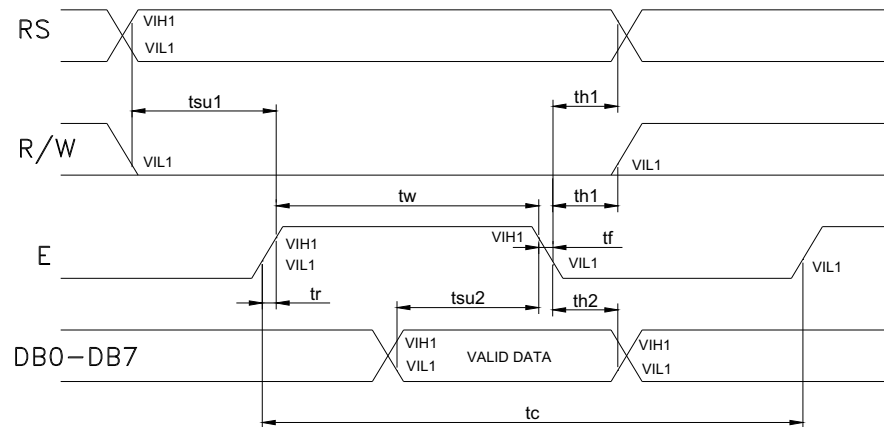 RS
VIH1
VIL1
tsu1
th1
R/W
VIL1
VIL1
tw
th1
E
VIH1
VIL1
VIH1
tf
VIL1
VIL1
tr
tsu2
th2
DB0-DB7
VIH1
VIL1
VALID DATA
VIH1
VIL1
tc